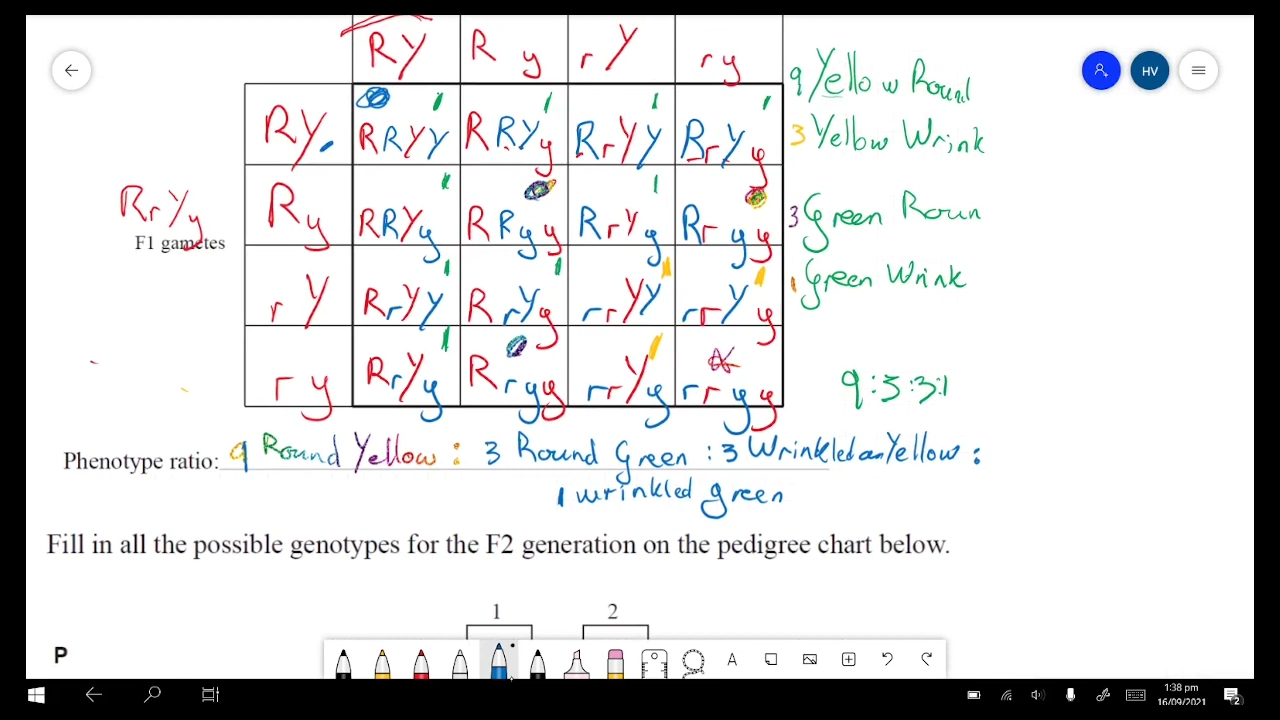 RY Ry rY ry
9 Yellow Round
HV
RY RRYY RRYy RrYY RrYy
3 Yellow Wrink
RrYy
Ry RRYy RRyy RrYy Rryy
3 Green Roun
F1 gametes
rY RrYY RrYy rrYY rrYy
1 Green Wrink
ry RrYy Rryy rrYy rryy
9:3:3:1
Phenotype ratio: 9 Round Yellow : 3 Round Green : 3 Wrinkled an Yellow :
1 wrinkled green
Fill in all the possible genotypes for the F2 generation on the pedigree chart below.
1 2
P
A
1:38 pm
16/09/2021
2